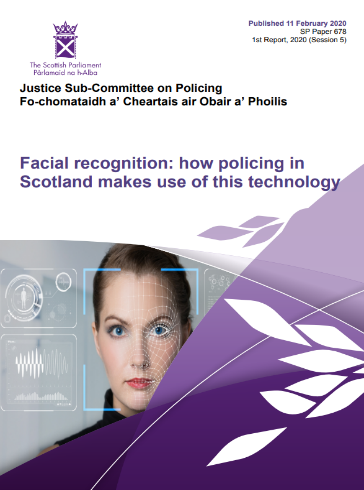 Published 11 February 2020
SP Paper 678
1st Report, 2020 (Session 5)
The Scottish Parliament
Pàrlamaid na h-Alba
Justice Sub-Committee on Policing
Fo-chomataidh a' Cheartais air Obair a' Phoilis
Facial recognition: how policing in
Scotland makes use of this technology